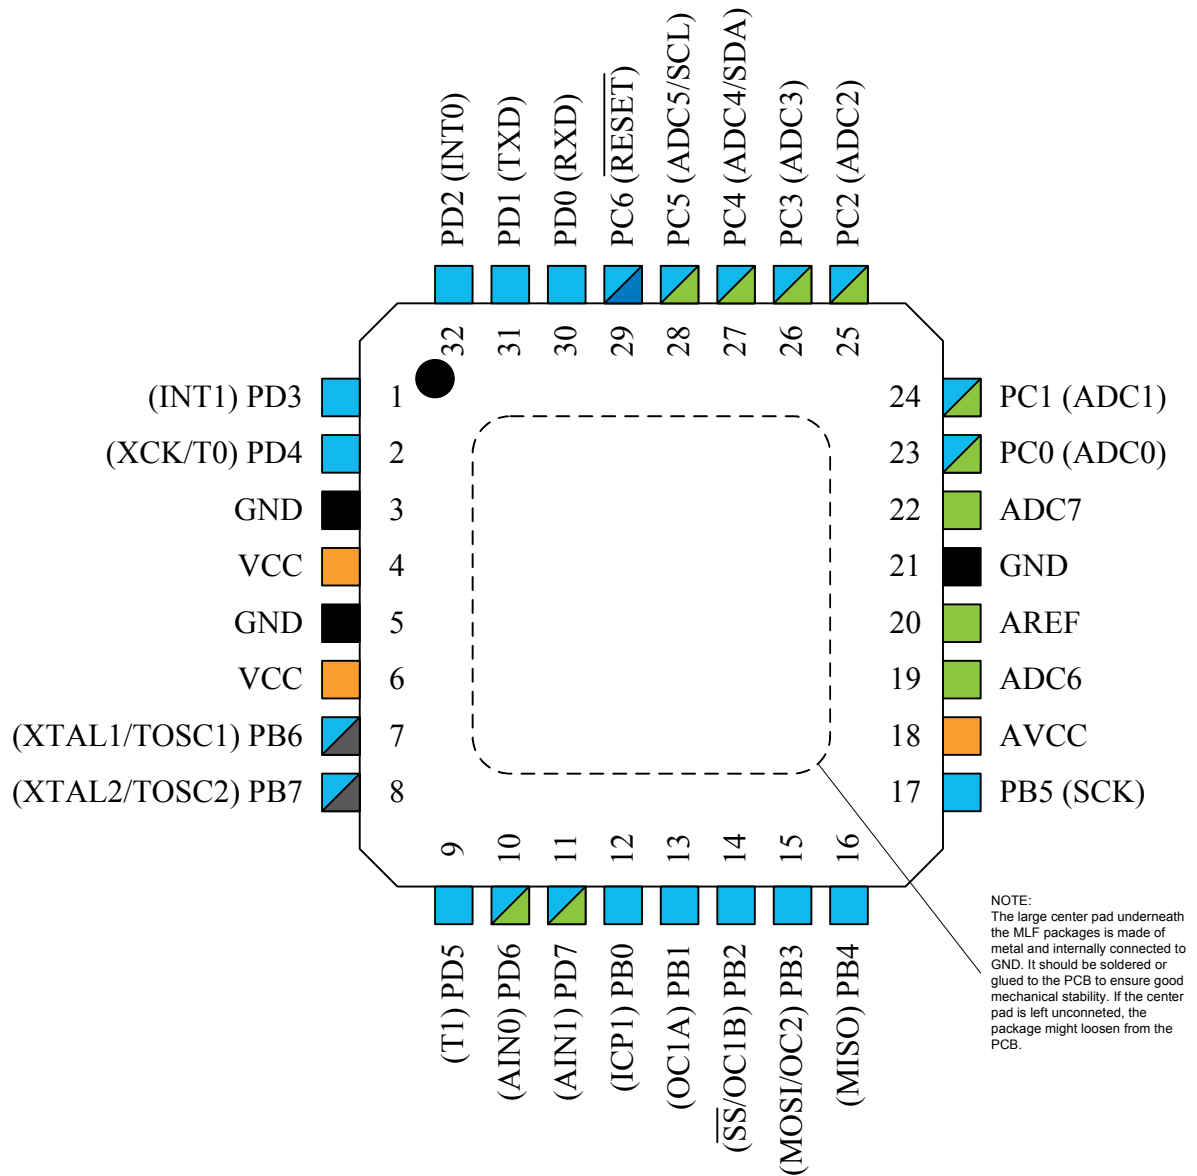 PD2 (INT0)
PD1 (TXD)
PD0 (RXD)
PC6 (RESET)
PC5 (ADC5/SCL)
PC4 (ADC4/SDA)
PC3 (ADC3)
PC2 (ADC2)
32
31
30
29
28
27
26
25
(INT1) PD3
1
(XCK/T0) PD4
2
GND
3
VCC
4
GND
5
VCC
6
(XTAL1/TOSC1) PB6
7
(XTAL2/TOSC2) PB7
8
24
PC1 (ADC1)
23
PC0 (ADC0)
22
ADC7
21
GND
20
AREF
19
ADC6
18
AVCC
17
PB5 (SCK)
9
10
11
12
13
14
15
16
(T1) PD5
(AIN0) PD6
(AIN1) PD7
(ICP1) PB0
(OC1A) PB1
(SS/OC1B) PB2
(MOSI/OC2) PB3
(MISO) PB4
NOTE:
The large center pad underneath
the MLF packages is made of
metal and internally connected to
GND. It should be soldered or
glued to the PCB to ensure good
mechanical stability. If the center
pad is left unconneted, the
package might loosen from the
PCB.